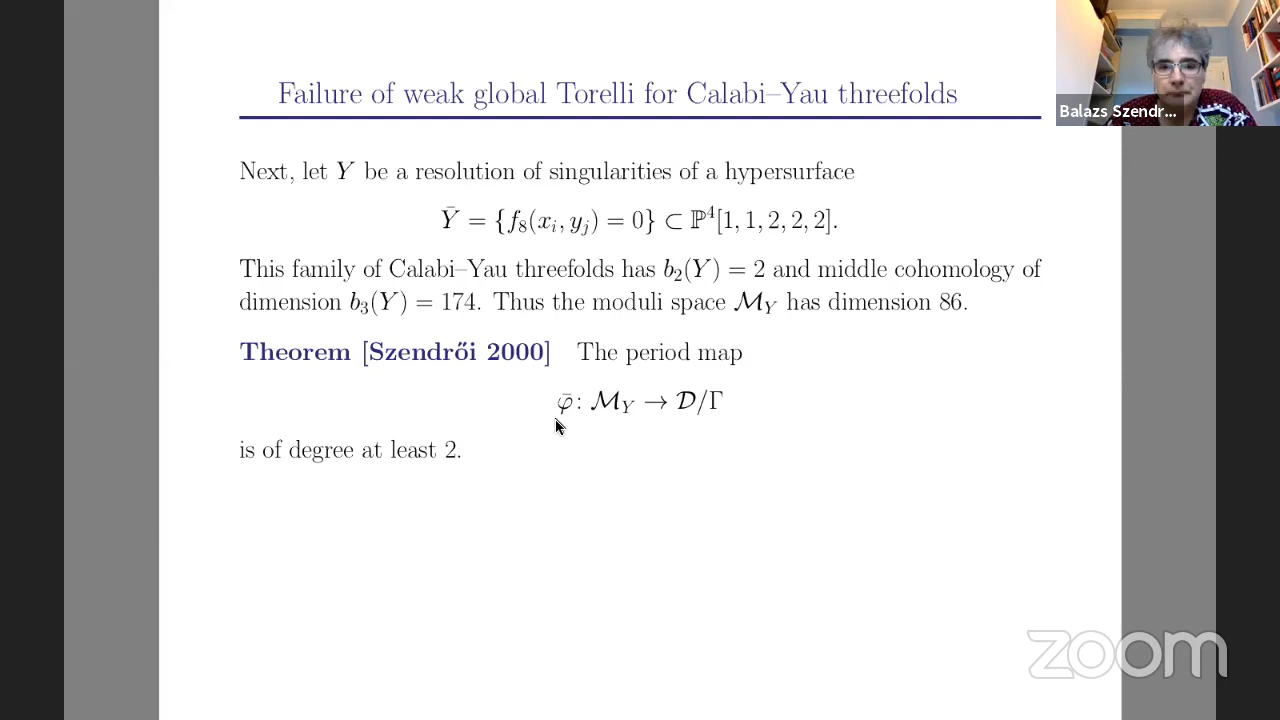 Failure of weak global Torelli for Calabi–Yau threefolds
Balazs Szendr...
Next, let Y be a resolution of singularities of a hypersurface
Ȳ = {f₈(xᵢ, yⱼ) = 0} ⊂ ℙ⁴[1, 1, 2, 2, 2].
This family of Calabi–Yau threefolds has b₂(Y) = 2 and middle cohomology of
dimension b₃(Y) = 174. Thus the moduli space ℳ_Y has dimension 86.
Theorem [Szendrői 2000] The period map
φ̄: ℳ_Y → 𝒟/Γ
is of degree at least 2.
zoom